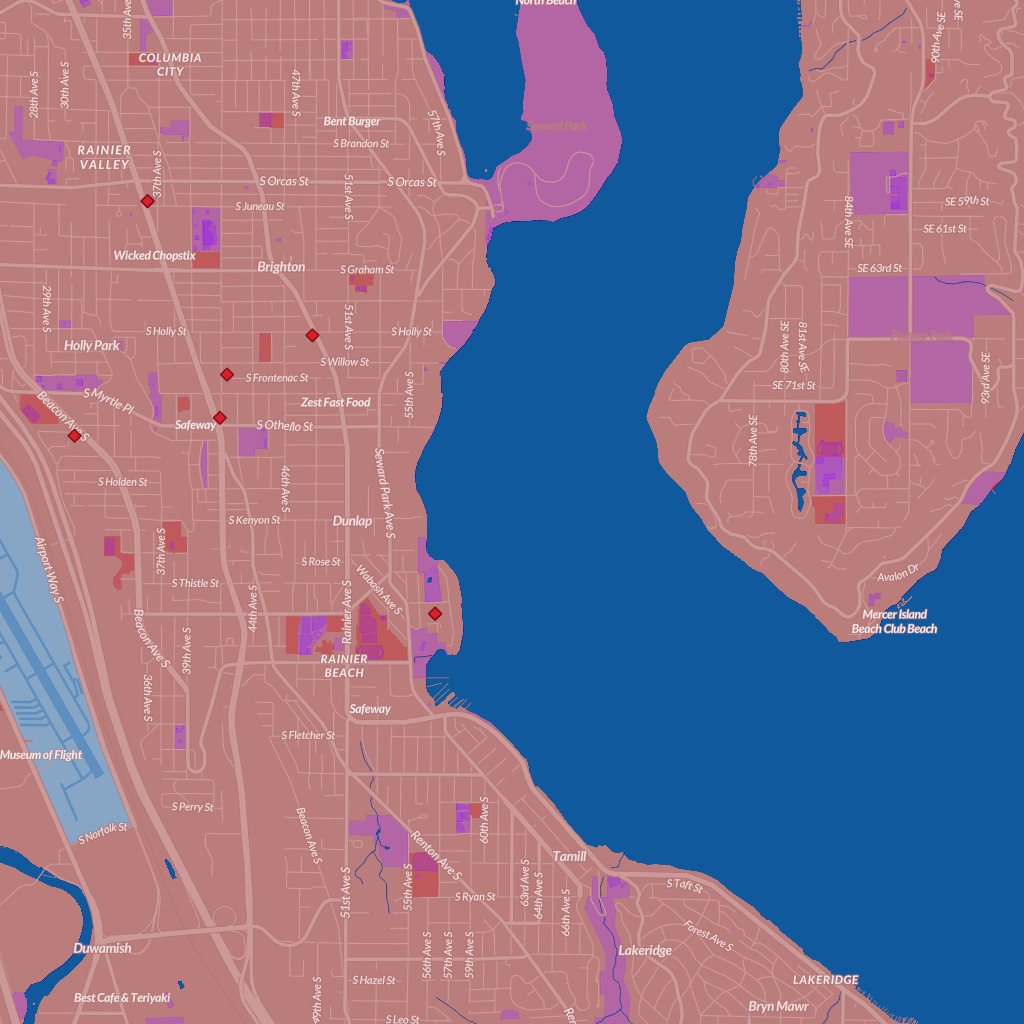 North Beach
35th Ave S
90th Ave SE
COLUMBIA
CITY
28th Ave S
30th Ave S
47th Ave S
57th Ave S
Bent Burger
S Brandon St
Seward Park
RAINIER
VALLEY
37th Ave S
S Orcas St
S Orcas St
51st Ave S
S Juneau St
84th Ave SE
SE 59th St
SE 61st St
Wicked Chopstix
Brighton
S Graham St
SE 63rd St
29th Ave S
S Holly St
51st Ave S
S Holly St
80th Ave SE
81st Ave SE
Holly Park
S Willow St
S Frontenac St
55th Ave S
93rd Ave SE
SE 71st St
Beacon Ave S
S Myrtle Pl
Zest Fast Food
Safeway
S Othello St
78th Ave SE
S Holden St
46th Ave S
Seward Park Ave S
S Kenyon St
Dunlap
Airport Way S
37th Ave S
S Rose St
Wabash Ave S
S Thistle St
Avalon Dr
44th Ave S
Rainier Ave S
Mercer Island
Beach Club Beach
Beacon Ave S
39th Ave S
RAINIER
BEACH
36th Ave S
Safeway
S Fletcher St
Museum of Flight
S Perry St
60th Ave S
S Norfolk St
Beacon Ave S
Renton Ave S
Tamill
51st Ave S
55th Ave S
S Ryan St
63rd Ave S
64th Ave S
66th Ave S
S Taft St
Forest Ave S
Duwamish
56th Ave S
57th Ave S
59th Ave S
Lakeridge
S Hazel St
LAKERIDGE
Best Cafe & Teriyaki
49th Ave S
Bryn Mawr
S Leo St